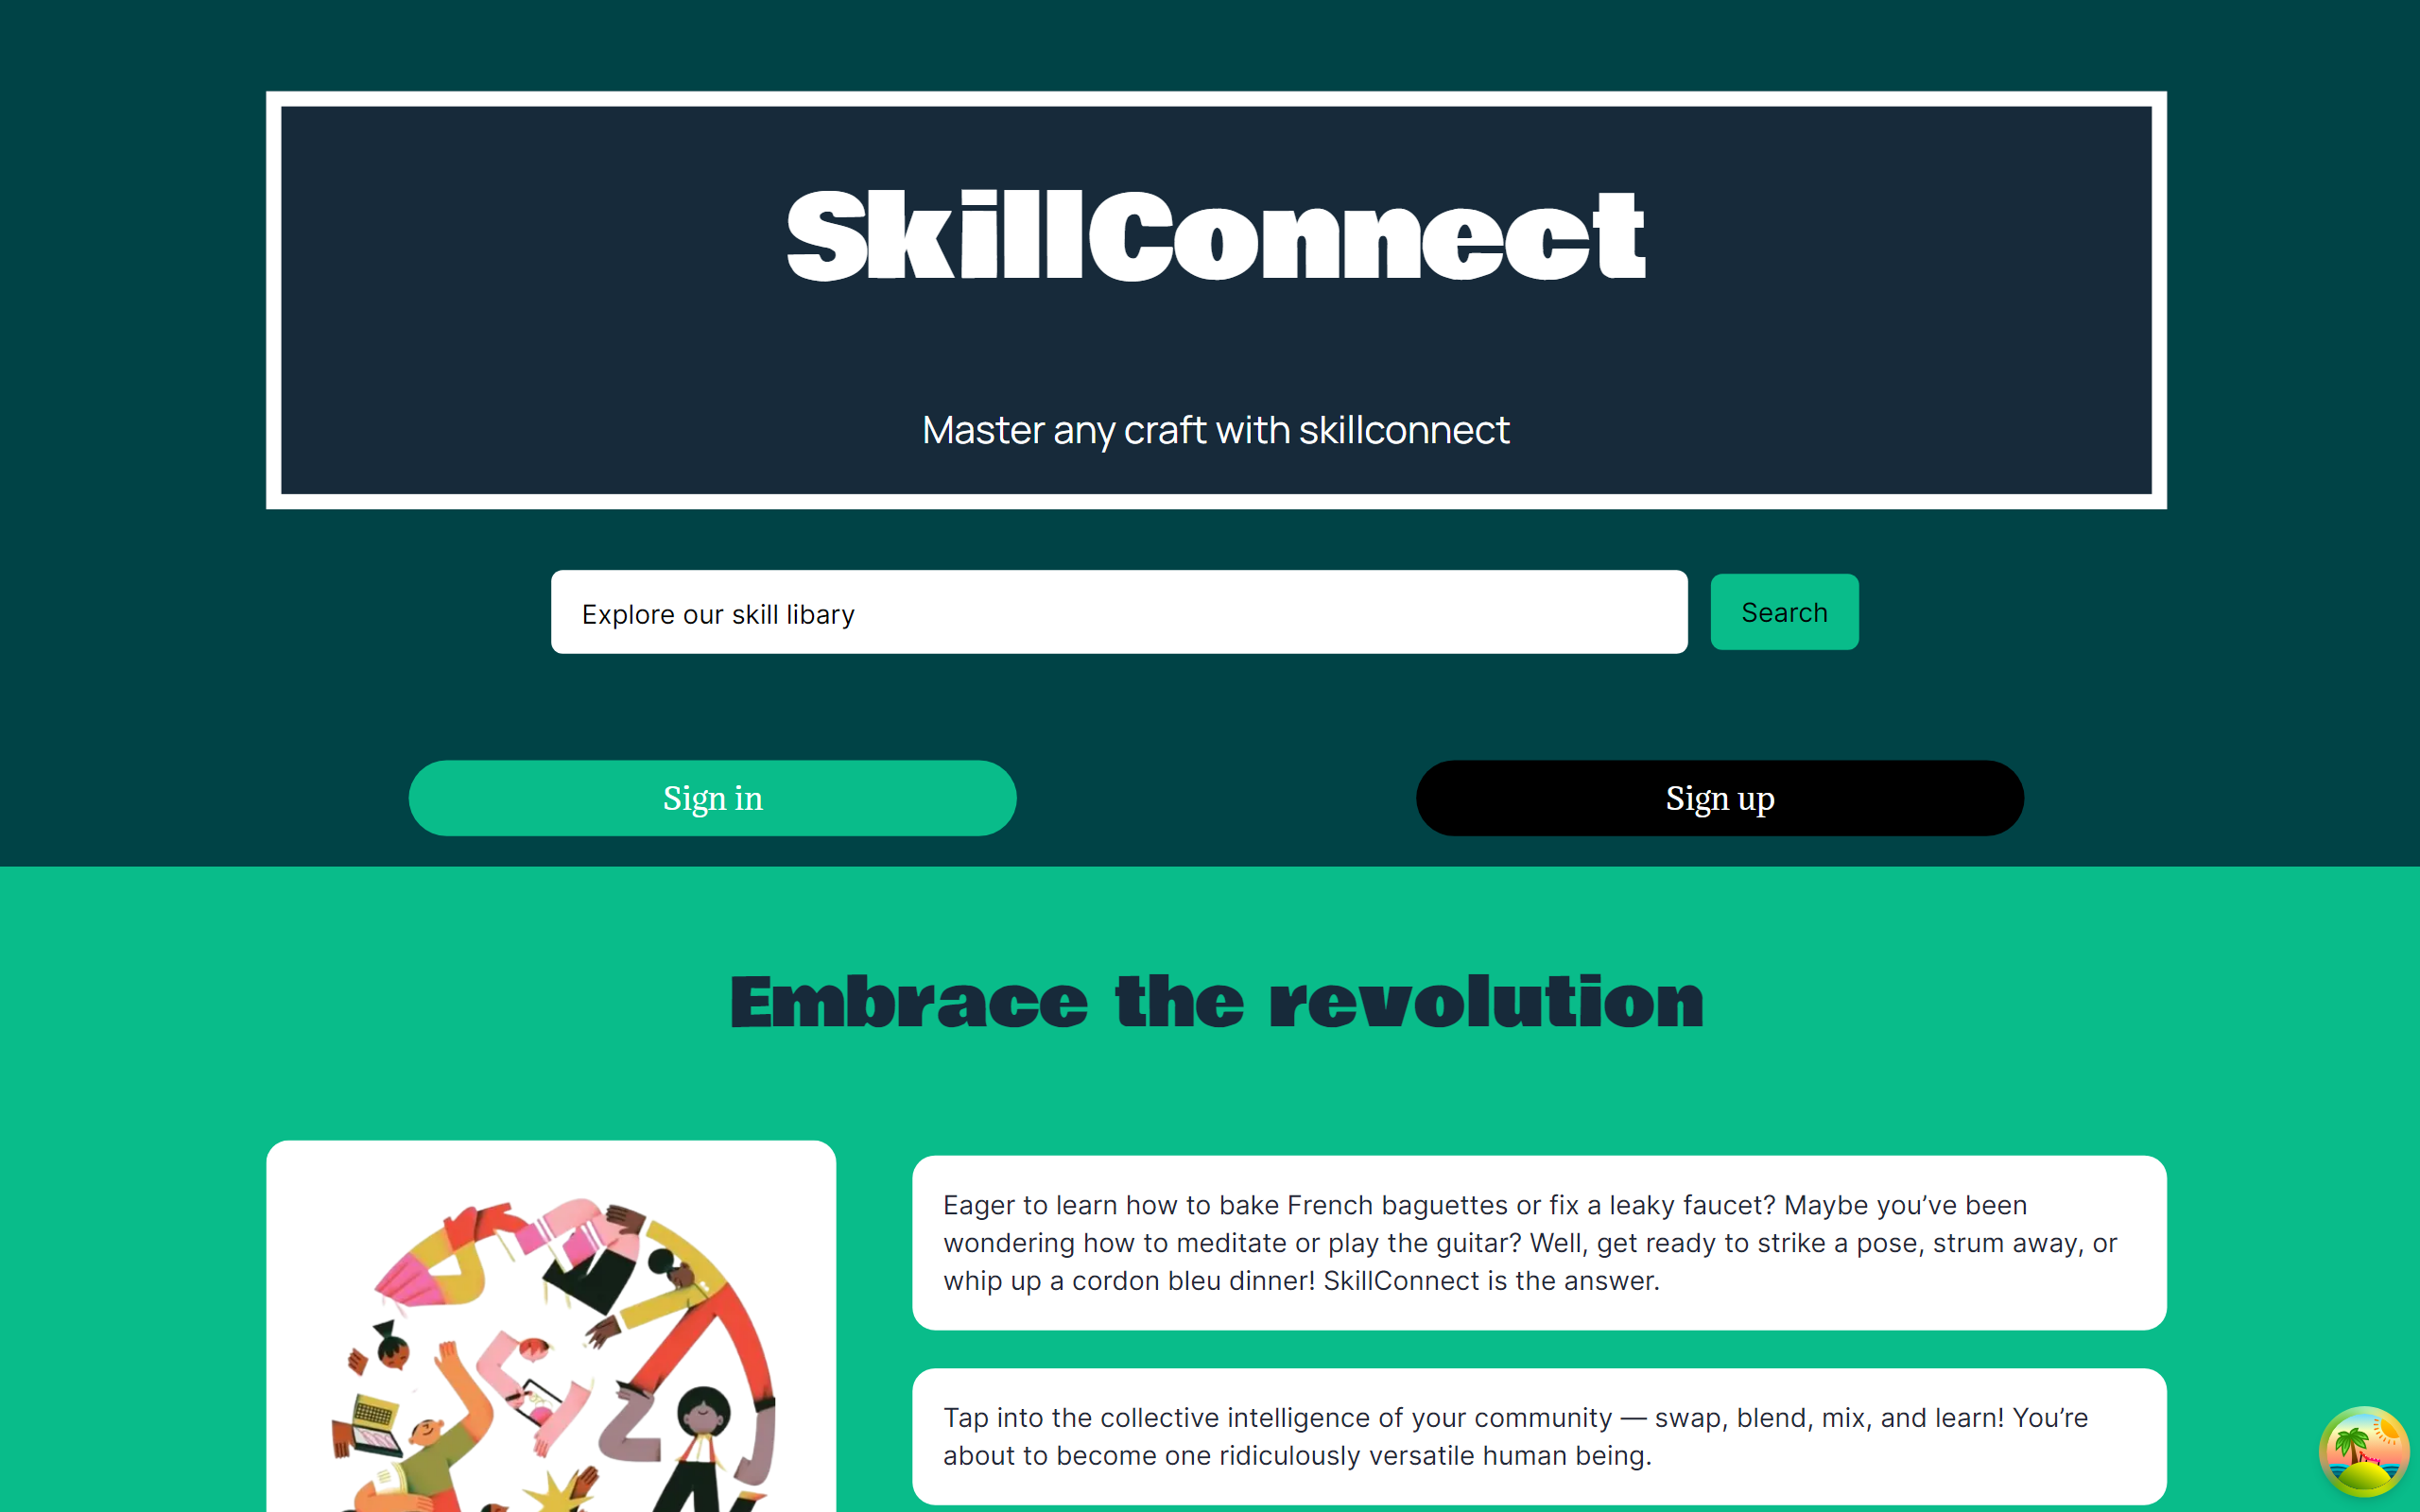 SkillConnect
Master any craft with skillconnect
Explore our skill libary
Search
Sign in
Sign up
Embrace the revolution
Eager to learn how to bake French baguettes or fix a leaky faucet? Maybe you’ve been
wondering how to meditate or play the guitar? Well, get ready to strike a pose, strum away, or
whip up a cordon bleu dinner! SkillConnect is the answer.
Tap into the collective intelligence of your community — swap, blend, mix, and learn! You’re
about to become one ridiculously versatile human being.